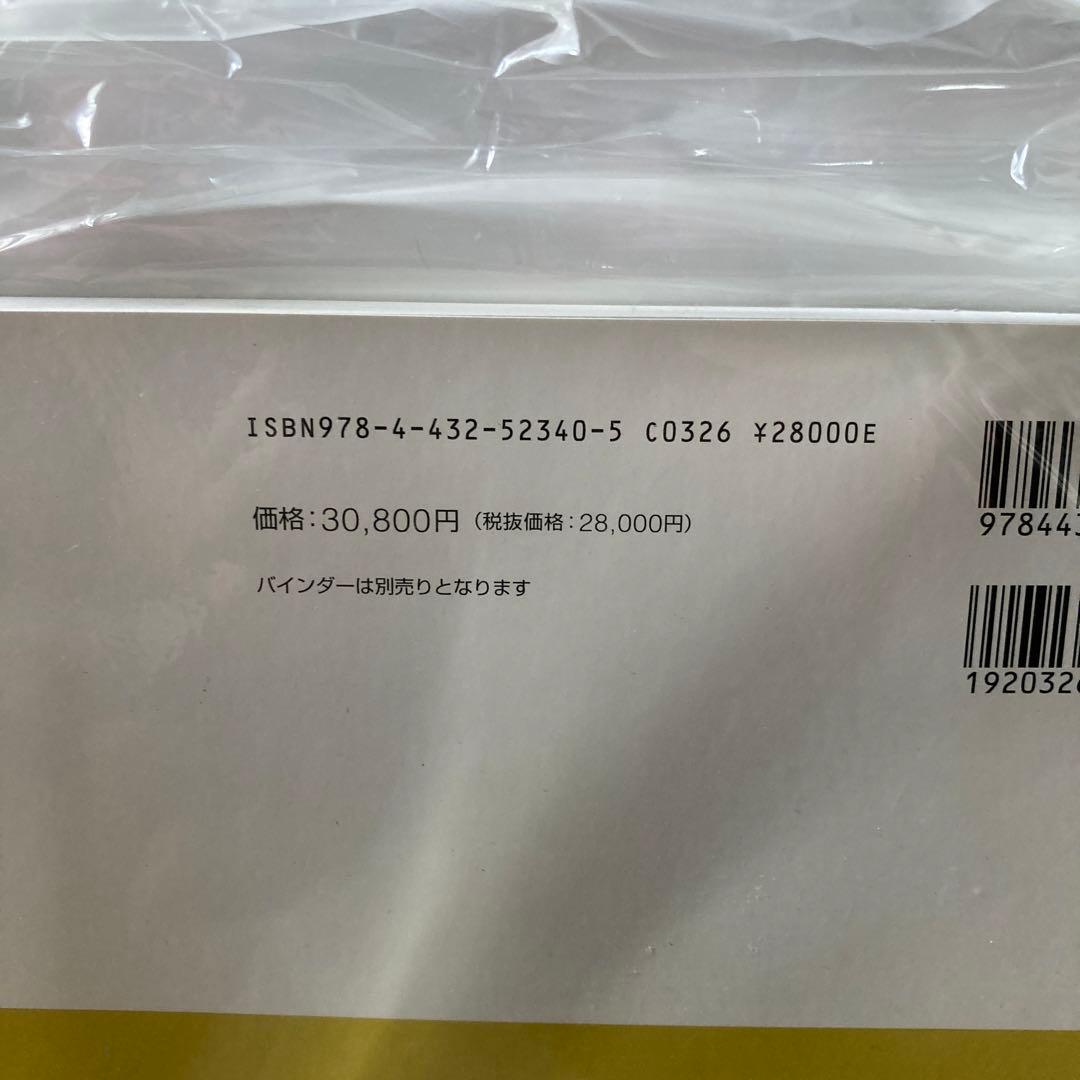 ISBN978-4-432-52340-5 C0326 ¥28000E
価格：30,800円（税抜価格：28,000円）
バインダーは別売りとなります
97844
192032